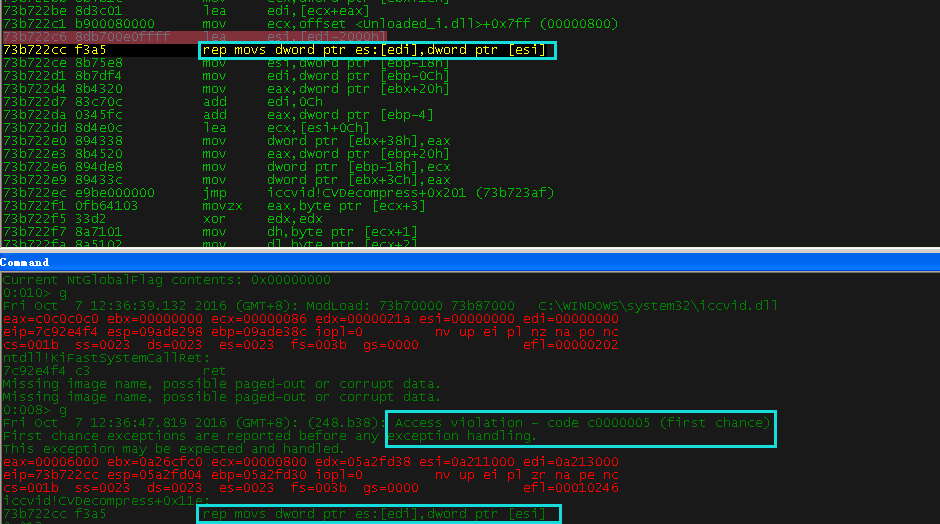 73b722be 8d3c01 lea edi,[ecx+eax]
73b722c1 b900080000 mov ecx,offset <Unloaded_i.dll>+0x7ff (00000800)
73b722c6 8db700e0ffff lea esi,[edi-2000h]
73b722cc f3a5 rep movs dword ptr es:[edi],dword ptr [esi]
73b722ce 8b75e8 mov esi,dword ptr [ebp-18h]
73b722d1 8b7df4 mov edi,dword ptr [ebp-0Ch]
73b722d4 8b4320 mov eax,dword ptr [ebx+20h]
73b722d7 83c70c add edi,0Ch
73b722da 0345fc add eax,dword ptr [ebp-4]
73b722dd 8d4e0c lea ecx,[esi+0Ch]
73b722e0 894338 mov dword ptr [ebx+38h],eax
73b722e3 8b4520 mov eax,dword ptr [ebp+20h]
73b722e6 894de8 mov dword ptr [ebp-18h],ecx
73b722e9 89433c mov dword ptr [ebx+3Ch],eax
73b722ec e9be000000 jmp iccvid!CVDecompress+0x201 (73b723af)
73b722f1 0fb64103 movzx eax,byte ptr [ecx+3]
73b722f5 33d2 xor edx,edx
73b722f7 8a7101 mov dh,byte ptr [ecx+1]
73b722fa 8a5102 mov dl,byte ptr [ecx+2]
Command
Current NtGlobalFlag contents: 0x00000000
0:010> g
Fri Oct 7 12:36:39.132 2016 (GMT+8): ModLoad: 73b70000 73b87000 C:\WINDOWS\system32\iccvid.dll
eax=c0c0c0c0 ebx=00000000 ecx=00000086 edx=0000021a esi=00000000 edi=00000000
eip=7c92e4f4 esp=09ade298 ebp=09ade38c iopl=0 nv up ei pl nz na po nc
cs=001b ss=0023 ds=0023 es=0023 fs=003b gs=0000 efl=00000202
ntdll!KiFastSystemCallRet:
7c92e4f4 c3 ret
Missing image name, possible paged-out or corrupt data.
Missing image name, possible paged-out or corrupt data.
0:008> g
Fri Oct 7 12:36:47.819 2016 (GMT+8): (248.b38): Access violation - code c0000005 (first chance)
First chance exceptions are reported before any exception handling.
This exception may be expected and handled.
eax=00006000 ebx=0a26cfc0 ecx=00000800 edx=05a2fd38 esi=0a211000 edi=0a213000
eip=73b722cc esp=05a2fd04 ebp=05a2fd30 iopl=0 nv up ei pl zr na pe nc
cs=001b ss=0023 ds=0023 es=0023 fs=003b gs=0000 efl=00010246
iccvid!CVDecompress+0x11e:
73b722cc f3a5 rep movs dword ptr es:[edi],dword ptr [esi]